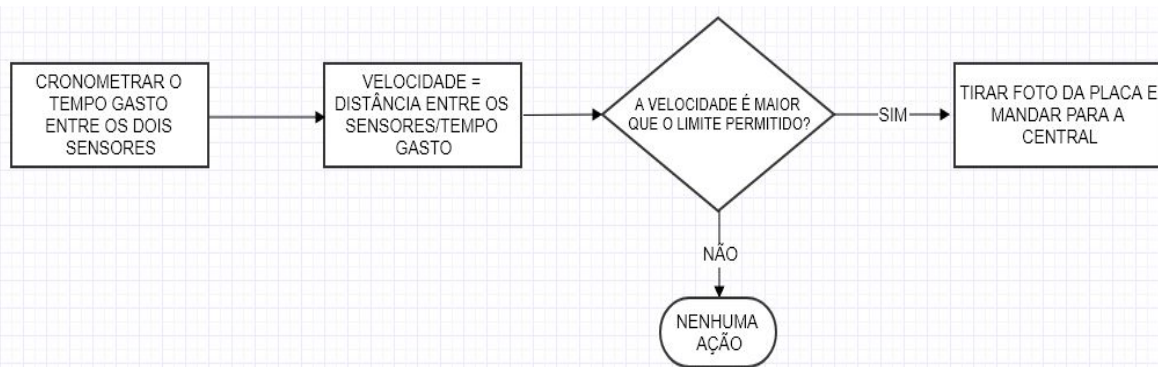 CRONOMETRAR O
TEMPO GASTO
ENTRE OS DOIS
SENSORES
VELOCIDADE =
DISTÂNCIA ENTRE OS
SENSORES/TEMPO
GASTO
A VELOCIDADE É MAIOR
QUE O LIMITE PERMITIDO?
SIM
TIRAR FOTO DA PLACA E
MANDAR PARA A
CENTRAL
NÃO
NENHUMA
AÇÃO